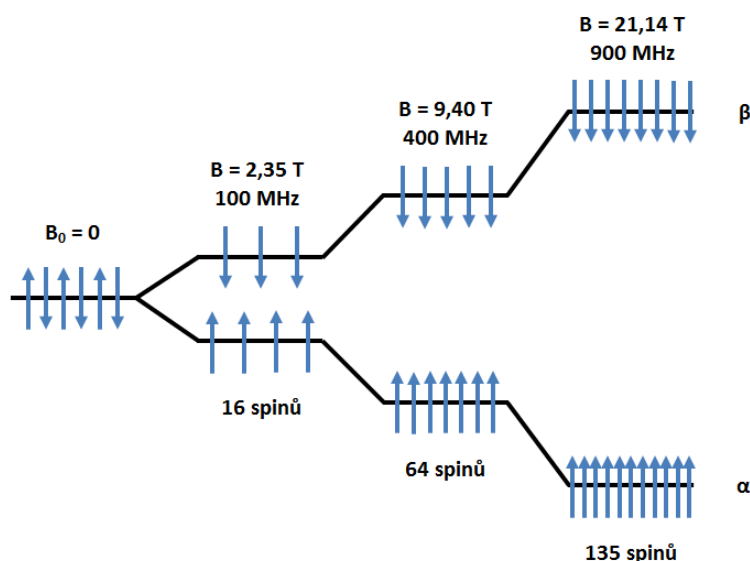 B = 21,14 T
900 MHz
β
B = 9,40 T
400 MHz
B = 2,35 T
100 MHz
B₀ = 0
16 spinů
64 spinů
α
135 spinů